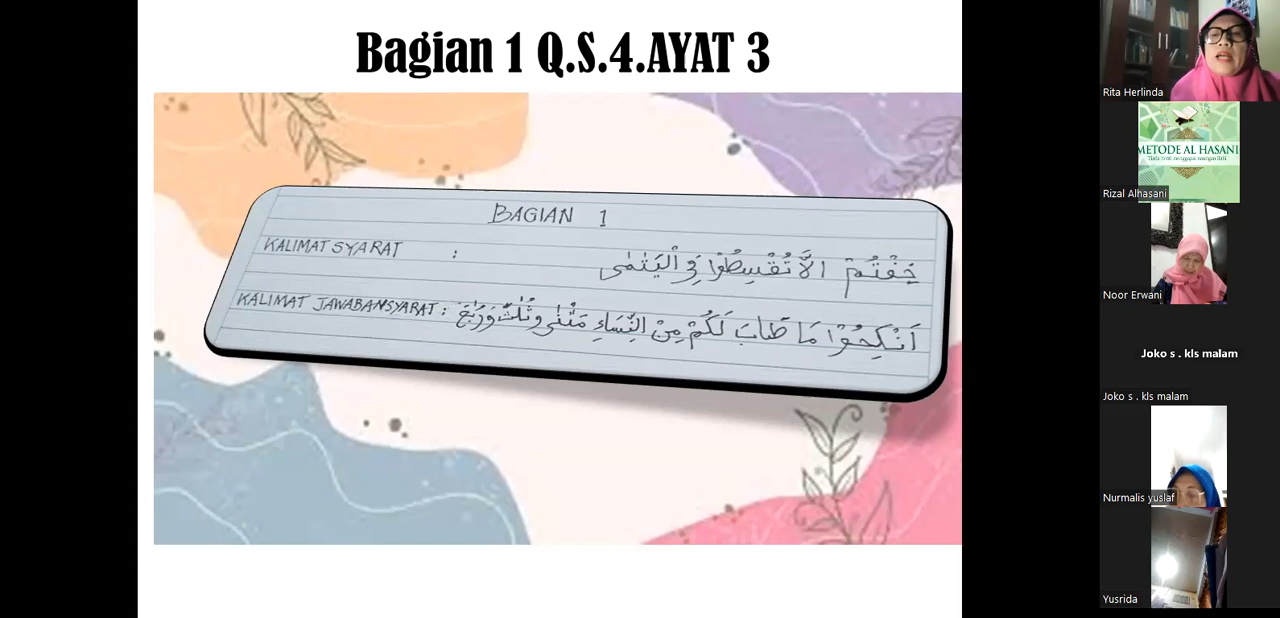 Bagian 1 Q.S.4.AYAT 3
BAGIAN 1
KALIMAT SYARAT : خِفْتُمْ اَلَّا تُقْسِطُوْا فِى الْيَتٰمٰى
KALIMAT JAWABANSYARAT : اَنْكِحُوْا مَا طَابَ لَكُمْ مِنَ النِّسَاءِ مَثْنٰى وَثُلٰثَ وَرُبٰعَ
Rita Herlinda
METODE AL HASANI
Rizal Alhasani
Noor Erwani
Joko s . kls malam
Joko s . kls malam
Nurmalis yuslaf
Yusrida